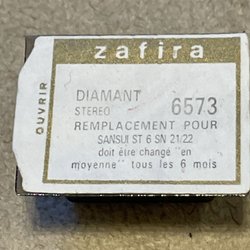 zafira
OUVRIR
DIAMANT
STEREO 6573
REMPLACEMENT POUR
SANSUI ST 6 SN 21/22
doit être changé "en
moyenne" tous les 6 mois